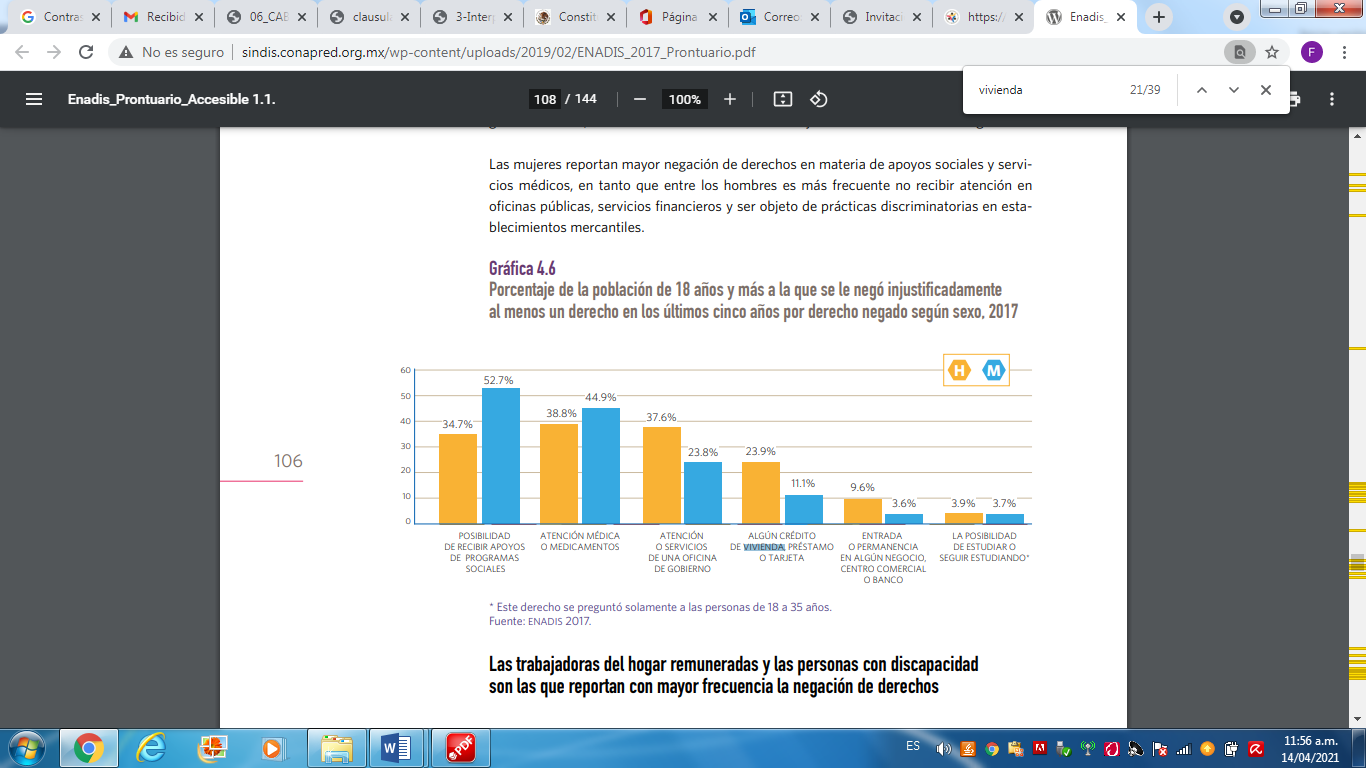 Contras
Recibid
06_CAB
clausul
3-Interp
Constit
Página
Correo
Invitaci
https://
Enadis_
No es seguro
sindis.conapred.org.mx/wp-content/uploads/2019/02/ENADIS_2017_Prontuario.pdf
F
vivienda 21/39
Enadis_Prontuario_Accesible 1.1.
108 / 144
100%
Las mujeres reportan mayor negación de derechos en materia de apoyos sociales y servi-
cios médicos, en tanto que entre los hombres es más frecuente no recibir atención en
oficinas públicas, servicios financieros y ser objeto de prácticas discriminatorias en esta-
blecimientos mercantiles.
Gráfica 4.6
Porcentaje de la población de 18 años y más a la que se le negó injustificadamente
al menos un derecho en los últimos cinco años por derecho negado según sexo, 2017
H M
60
50
40
30
20
10
0
34.7%
52.7%
38.8%
44.9%
37.6%
23.8%
23.9%
11.1%
9.6%
3.6%
3.9%
3.7%
POSIBILIDAD
DE RECIBIR APOYOS
DE PROGRAMAS
SOCIALES
ATENCIÓN MÉDICA
O MEDICAMENTOS
ATENCIÓN
O SERVICIOS
DE UNA OFICINA
DE GOBIERNO
ALGÚN CRÉDITO
DE VIVIENDA, PRÉSTAMO
O TARJETA
ENTRADA
O PERMANENCIA
EN ALGÚN NEGOCIO,
CENTRO COMERCIAL
O BANCO
LA POSIBILIDAD
DE ESTUDIAR O
SEGUIR ESTUDIANDO*
106
* Este derecho se preguntó solamente a las personas de 18 a 35 años.
Fuente: ENADIS 2017.
Las trabajadoras del hogar remuneradas y las personas con discapacidad
son las que reportan con mayor frecuencia la negación de derechos
PDF
ES
11:56 a.m.
14/04/2021